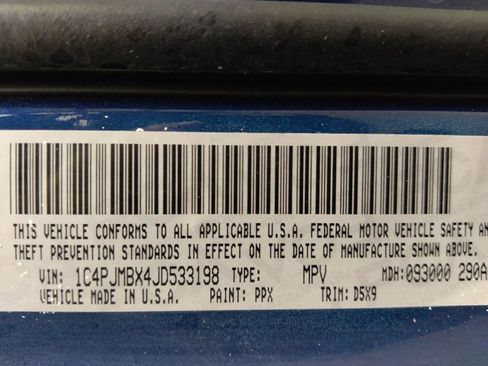 THIS VEHICLE CONFORMS TO ALL APPLICABLE U.S.A. FEDERAL MOTOR VEHICLE SAFETY AN
THEFT PREVENTION STANDARDS IN EFFECT ON THE DATE OF MANUFACTURE SHOWN ABOVE.
VIN: 1C4PJMBX4JD533198 TYPE: MPV MDH:093000 290A
VEHICLE MADE IN U.S.A. PAINT: PPX TRIM: D5X9